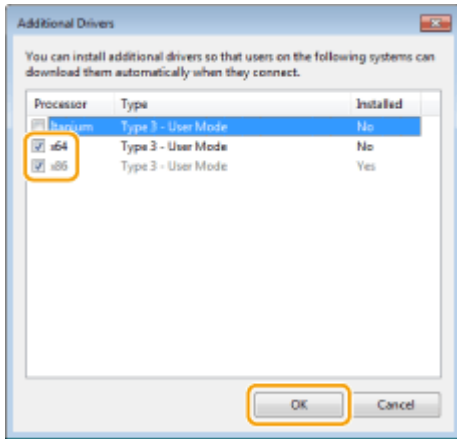 Additional Drivers
You can install additional drivers so that users on the following systems can
download them automatically when they connect.
Processor Type Installed
Itanium Type 3 - User Mode No
x64 Type 3 - User Mode No
x86 Type 3 - User Mode Yes
OK Cancel